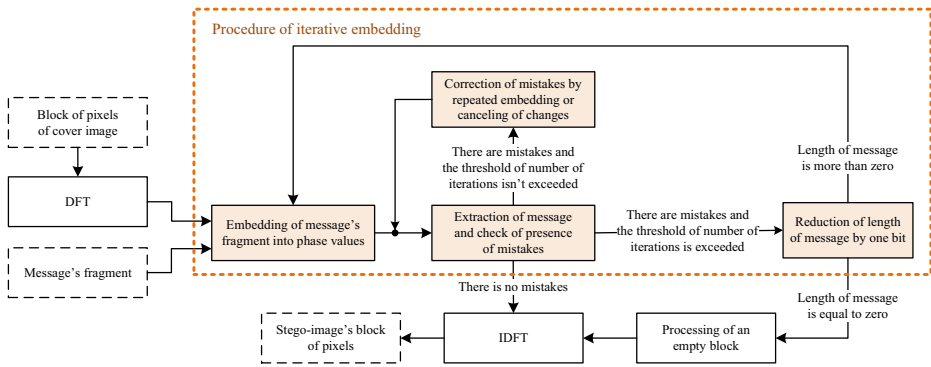 Procedure of iterative embedding
Block of pixels
of cover image
DFT
Message's fragment
Embedding of message's
fragment into phase values
Correction of mistakes by
repeated embedding or
canceling of changes
There are mistakes and
the threshold of number of
iterations isn't exceeded
Extraction of message
and check of presence
of mistakes
There are mistakes and
the threshold of number of
iterations is exceeded
Length of message
is more than zero
Reduction of length
of message by one bit
There is no mistakes
Length of message
is equal to zero
Stego-image's block
of pixels
IDFT
Processing of an
empty block